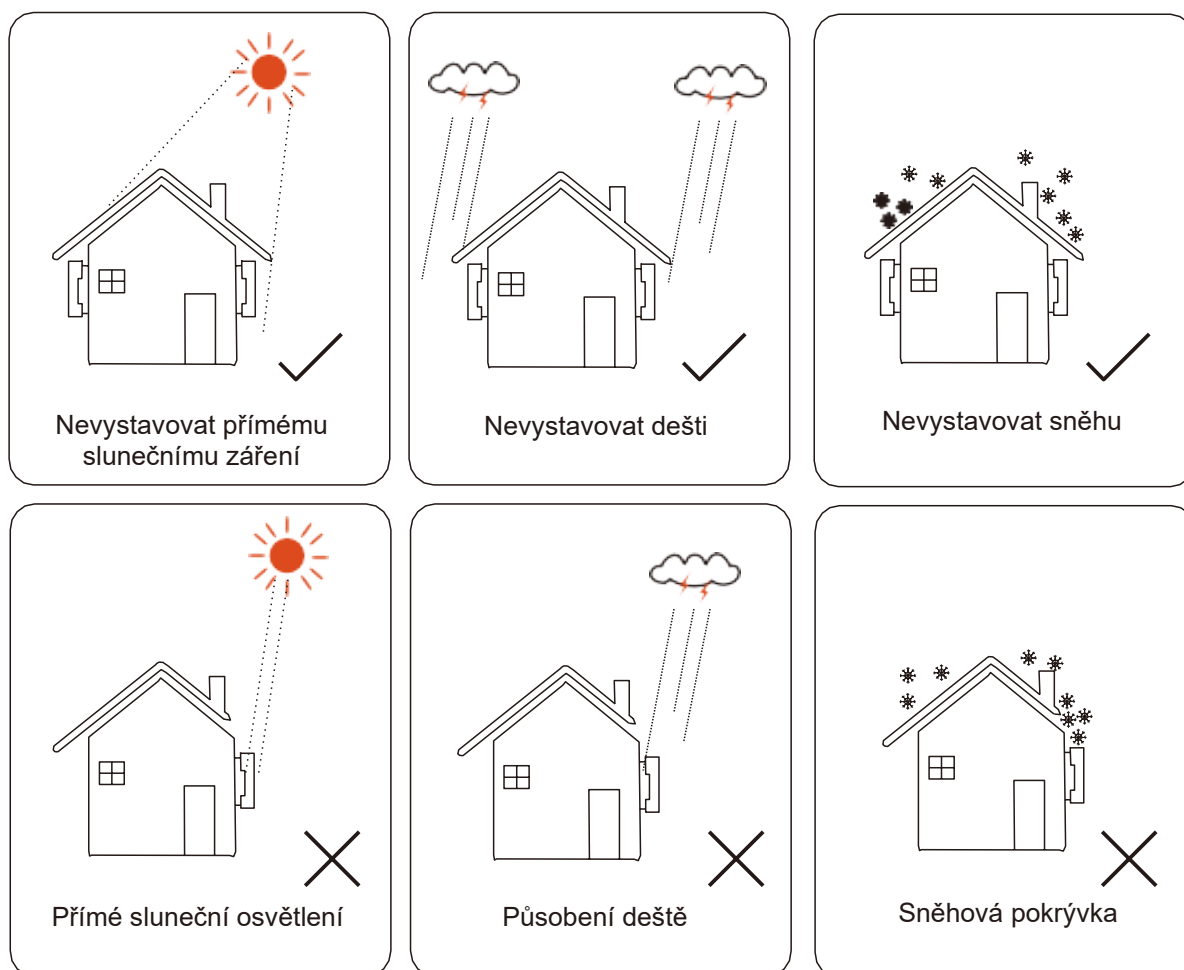 Nevystavovat přímému
slunečnímu záření
Nevystavovat dešti
Nevystavovat sněhu
Přímé sluneční osvětlení
Působení deště
Sněhová pokrývka